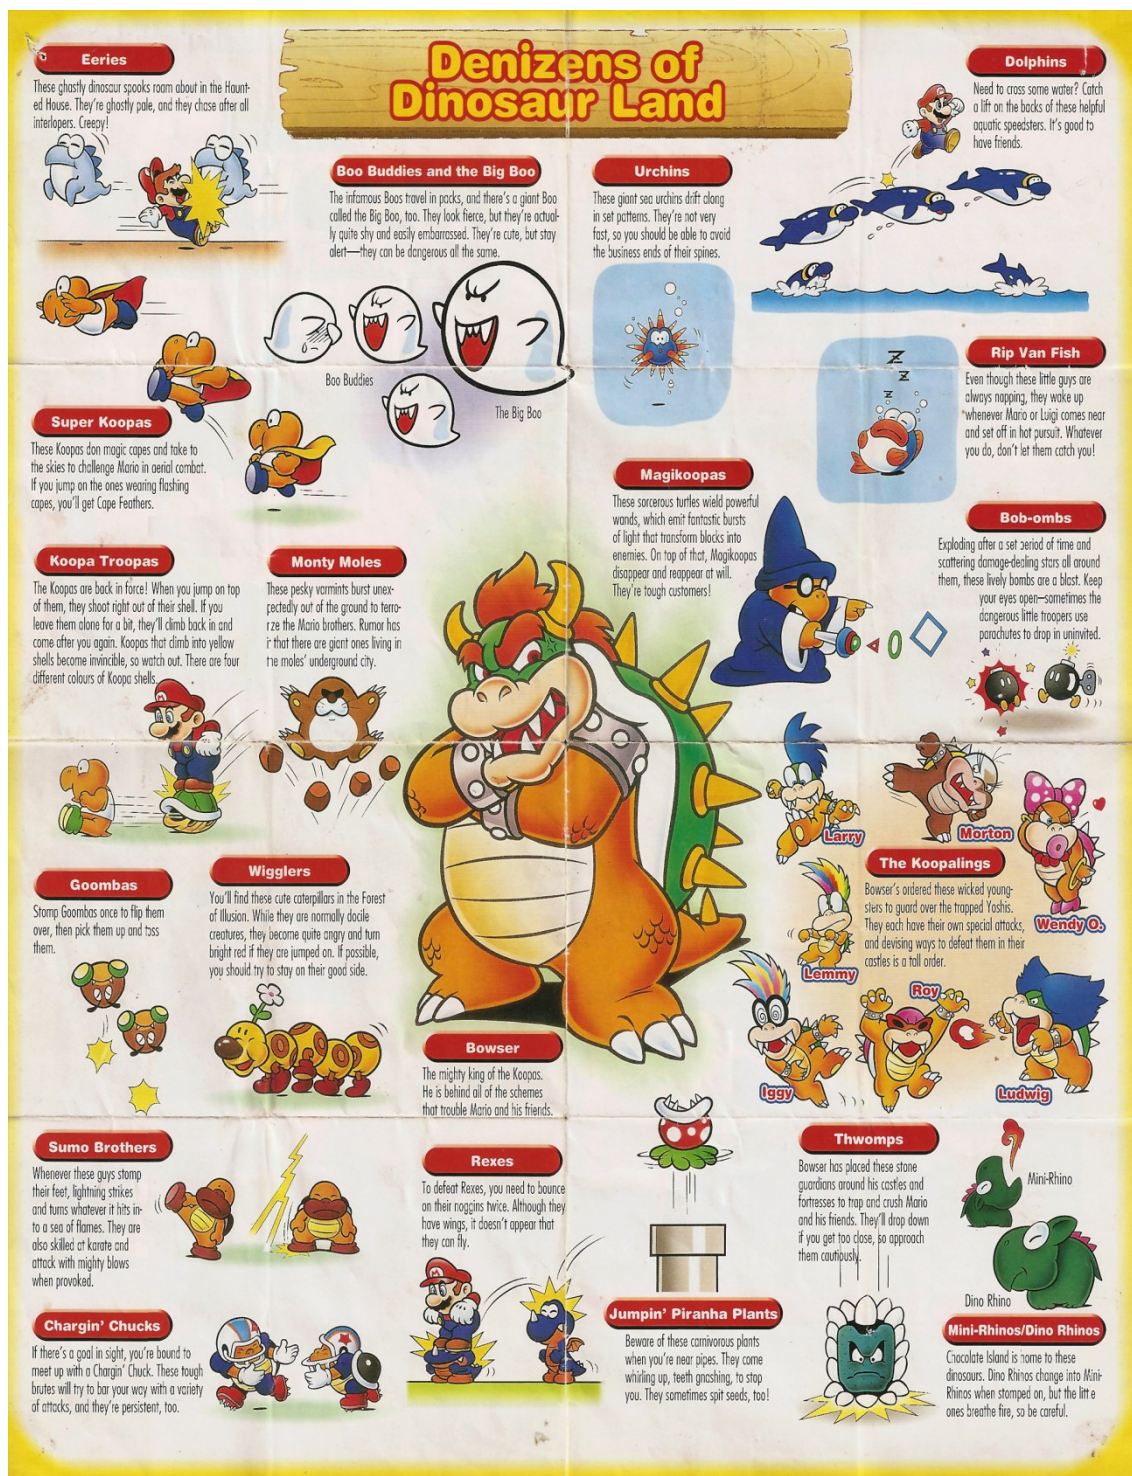 Denizens of
Dinosaur Land
Eeries
These ghastly dinosaur spooks roam about in the Haunt-
ed House. They're ghostly pale, and they chase after all
interlopers. Creepy!
Boo Buddies and the Big Boo
The infamous Boos travel in packs, and there's a giant Boo
called the Big Boo, too. They look fierce, but they're actual-
ly quite shy and easily embarrassed. They're cute, but stay
alert—they can be dangerous all the same.
Boo Buddies
The Big Boo
Urchins
These giant sea urchins drift along
in set patterns. They're not very
fast, so you should be able to avoid
the business ends of their spines.
Dolphins
Need to cross some water? Catch
a lift on the backs of these helpful
aquatic speedsters. It's good to
have friends.
Z
Z
Z
Rip Van Fish
Even though these little guys are
always napping, they wake up
whenever Mario or Luigi comes near
and set off in hot pursuit. Whatever
you do, don't let them catch you!
Super Koopas
These Koopas don magic capes and take to
the skies to challenge Mario in aerial combat.
If you jump on the ones wearing flashing
capes, you'll get Cape Feathers.
Magikoopas
These sorcerous turtles wield powerful
wands, which emit fantastic bursts
of light that transform blocks into
enemies. On top of that, Magikoopas
disappear and reappear at will.
They're tough customers!
Bob-ombs
Exploding after a set period of time and
scattering damage-dealing stars all around
them, these lively bombs are a blast. Keep
your eyes open—sometimes the
dangerous little troopers use
parachutes to drop in uninvited.
Koopa Troopas
The Koopas are back in force! When you jump on top
of them, they shoot right out of their shell. If you
leave them alone for a bit, they'll climb back in and
come after you again. Koopas that climb into yellow
shells become invincible, so watch out. There are four
different colours of Koopa shells.
Monty Moles
These pesky varmints burst unex-
pectedly out of the ground to terro-
rze the Mario brothers. Rumor has
it that there are giant ones living in
the moles' underground city.
Larry
Morton
Wendy O.
The Koopalings
Bowser's ordered these wicked young-
sters to guard over the trapped Yoshis.
They each have their own special attacks,
and devising ways to defeat them in their
castles is a tall order.
Lemmy
Roy
Iggy
Ludwig
Goombas
Stomp Goombas once to flip them
over, then pick them up and toss
them.
Wigglers
You'll find these cute caterpillars in the Forest
of Illusion. While they are normally docile
creatures, they become quite angry and turn
bright red if they are jumped on. If possible,
you should try to stay on their good side.
Bowser
The mighty king of the Koopas.
He is behind all of the schemes
that trouble Mario and his friends.
Sumo Brothers
Whenever these guys stomp
their feet, lightning strikes
and turns whatever it hits in-
to a sea of flames. They are
also skilled at karate and
attack with mighty blows
when provoked.
Rexes
To defeat Rexes, you need to bounce
on their noggins twice. Although they
have wings, it doesn't appear that
they can fly.
Thwomps
Bowser has placed these stone
guardians around his castles and
fortresses to trap and crush Mario
and his friends. They'll drop down
if you get too close, so approach
them cautiously.
Mini-Rhino
Dino Rhino
Chargin' Chucks
If there's a goal in sight, you're bound to
meet up with a Chargin' Chuck. These tough
brutes will try to bar your way with a variety
of attacks, and they're persistent, too.
Jumpin' Piranha Plants
Beware of these carnivorous plants
when you're near pipes. They come
whirling up, teeth gnashing, to stop
you. They sometimes spit seeds, too!
Mini-Rhinos/Dino Rhinos
Chocolate Island is home to these
dinosaurs. Dino Rhinos change into Mini-
Rhinos when stomped on, but the little
ones breathe fire, so be careful.